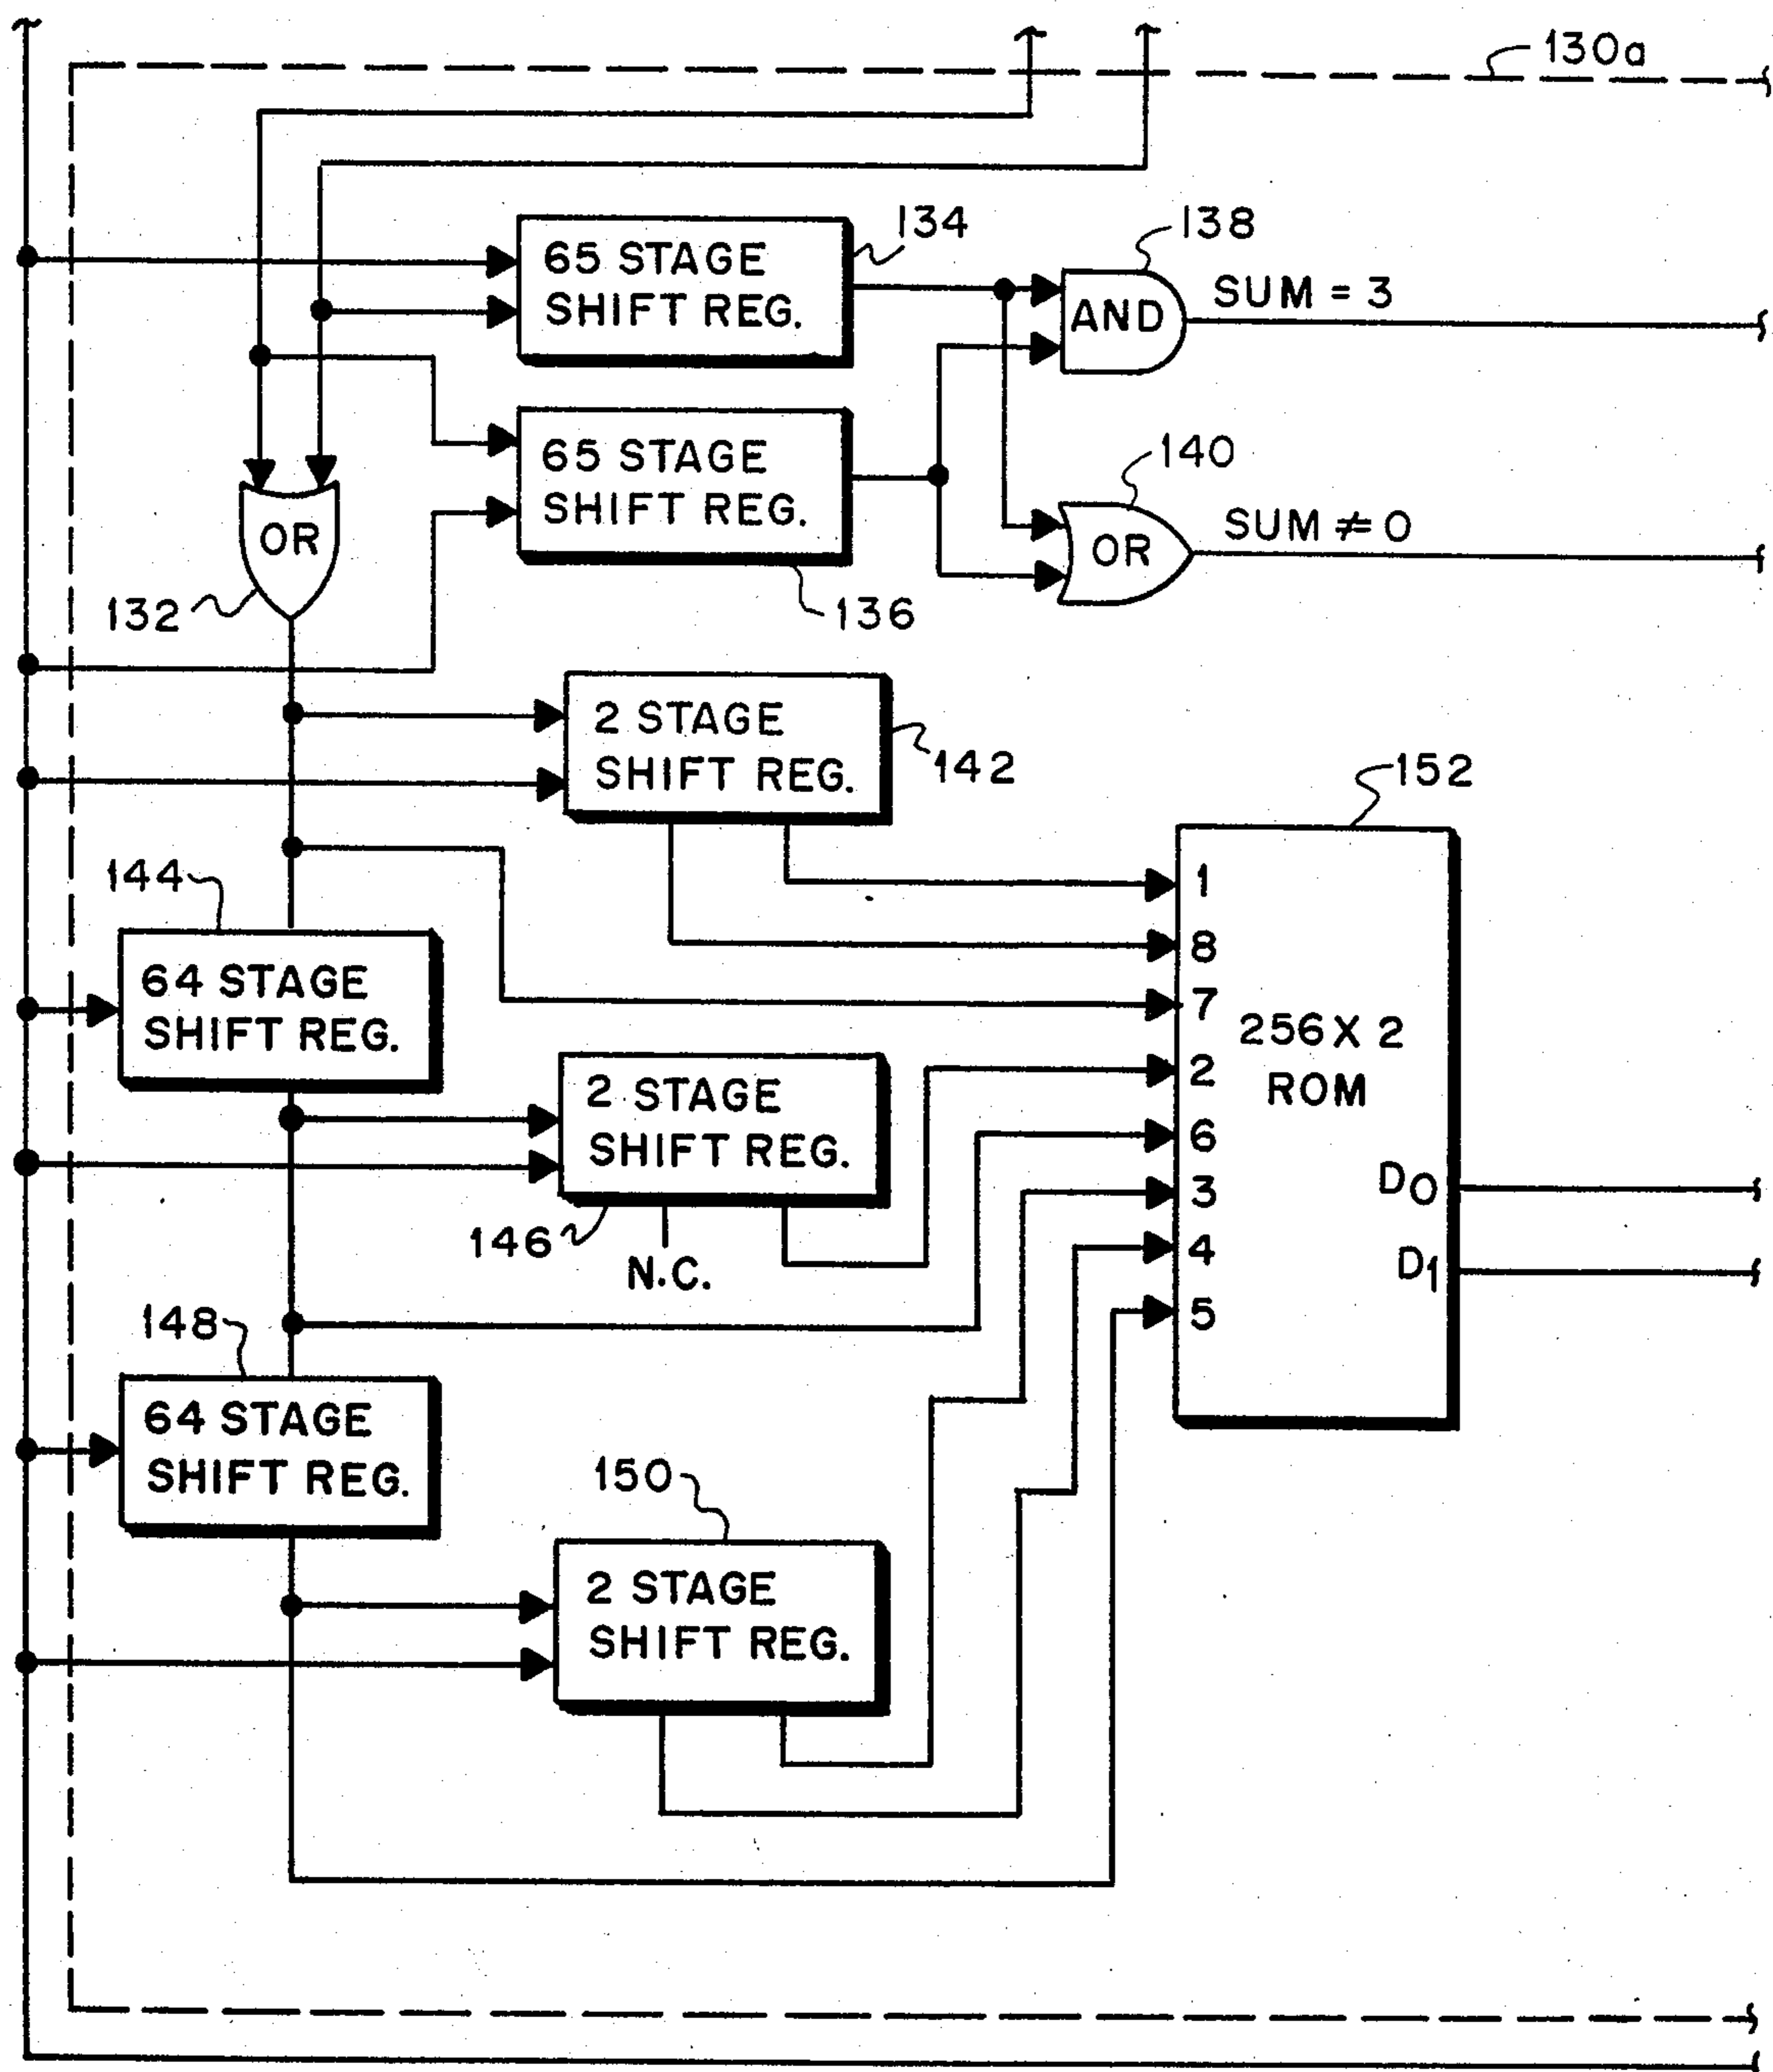 130a
65 STAGE
SHIFT REG.
134
138
AND
SUM = 3
65 STAGE
SHIFT REG.
136
140
OR
SUM ≠ 0
OR
132
2 STAGE
SHIFT REG.
142
152
144
64 STAGE
SHIFT REG.
1
8
7
2
6
3
4
5
256 X 2
ROM
D0
D1
2 STAGE
SHIFT REG.
146
N.C.
148
64 STAGE
SHIFT REG.
150
2 STAGE
SHIFT REG.